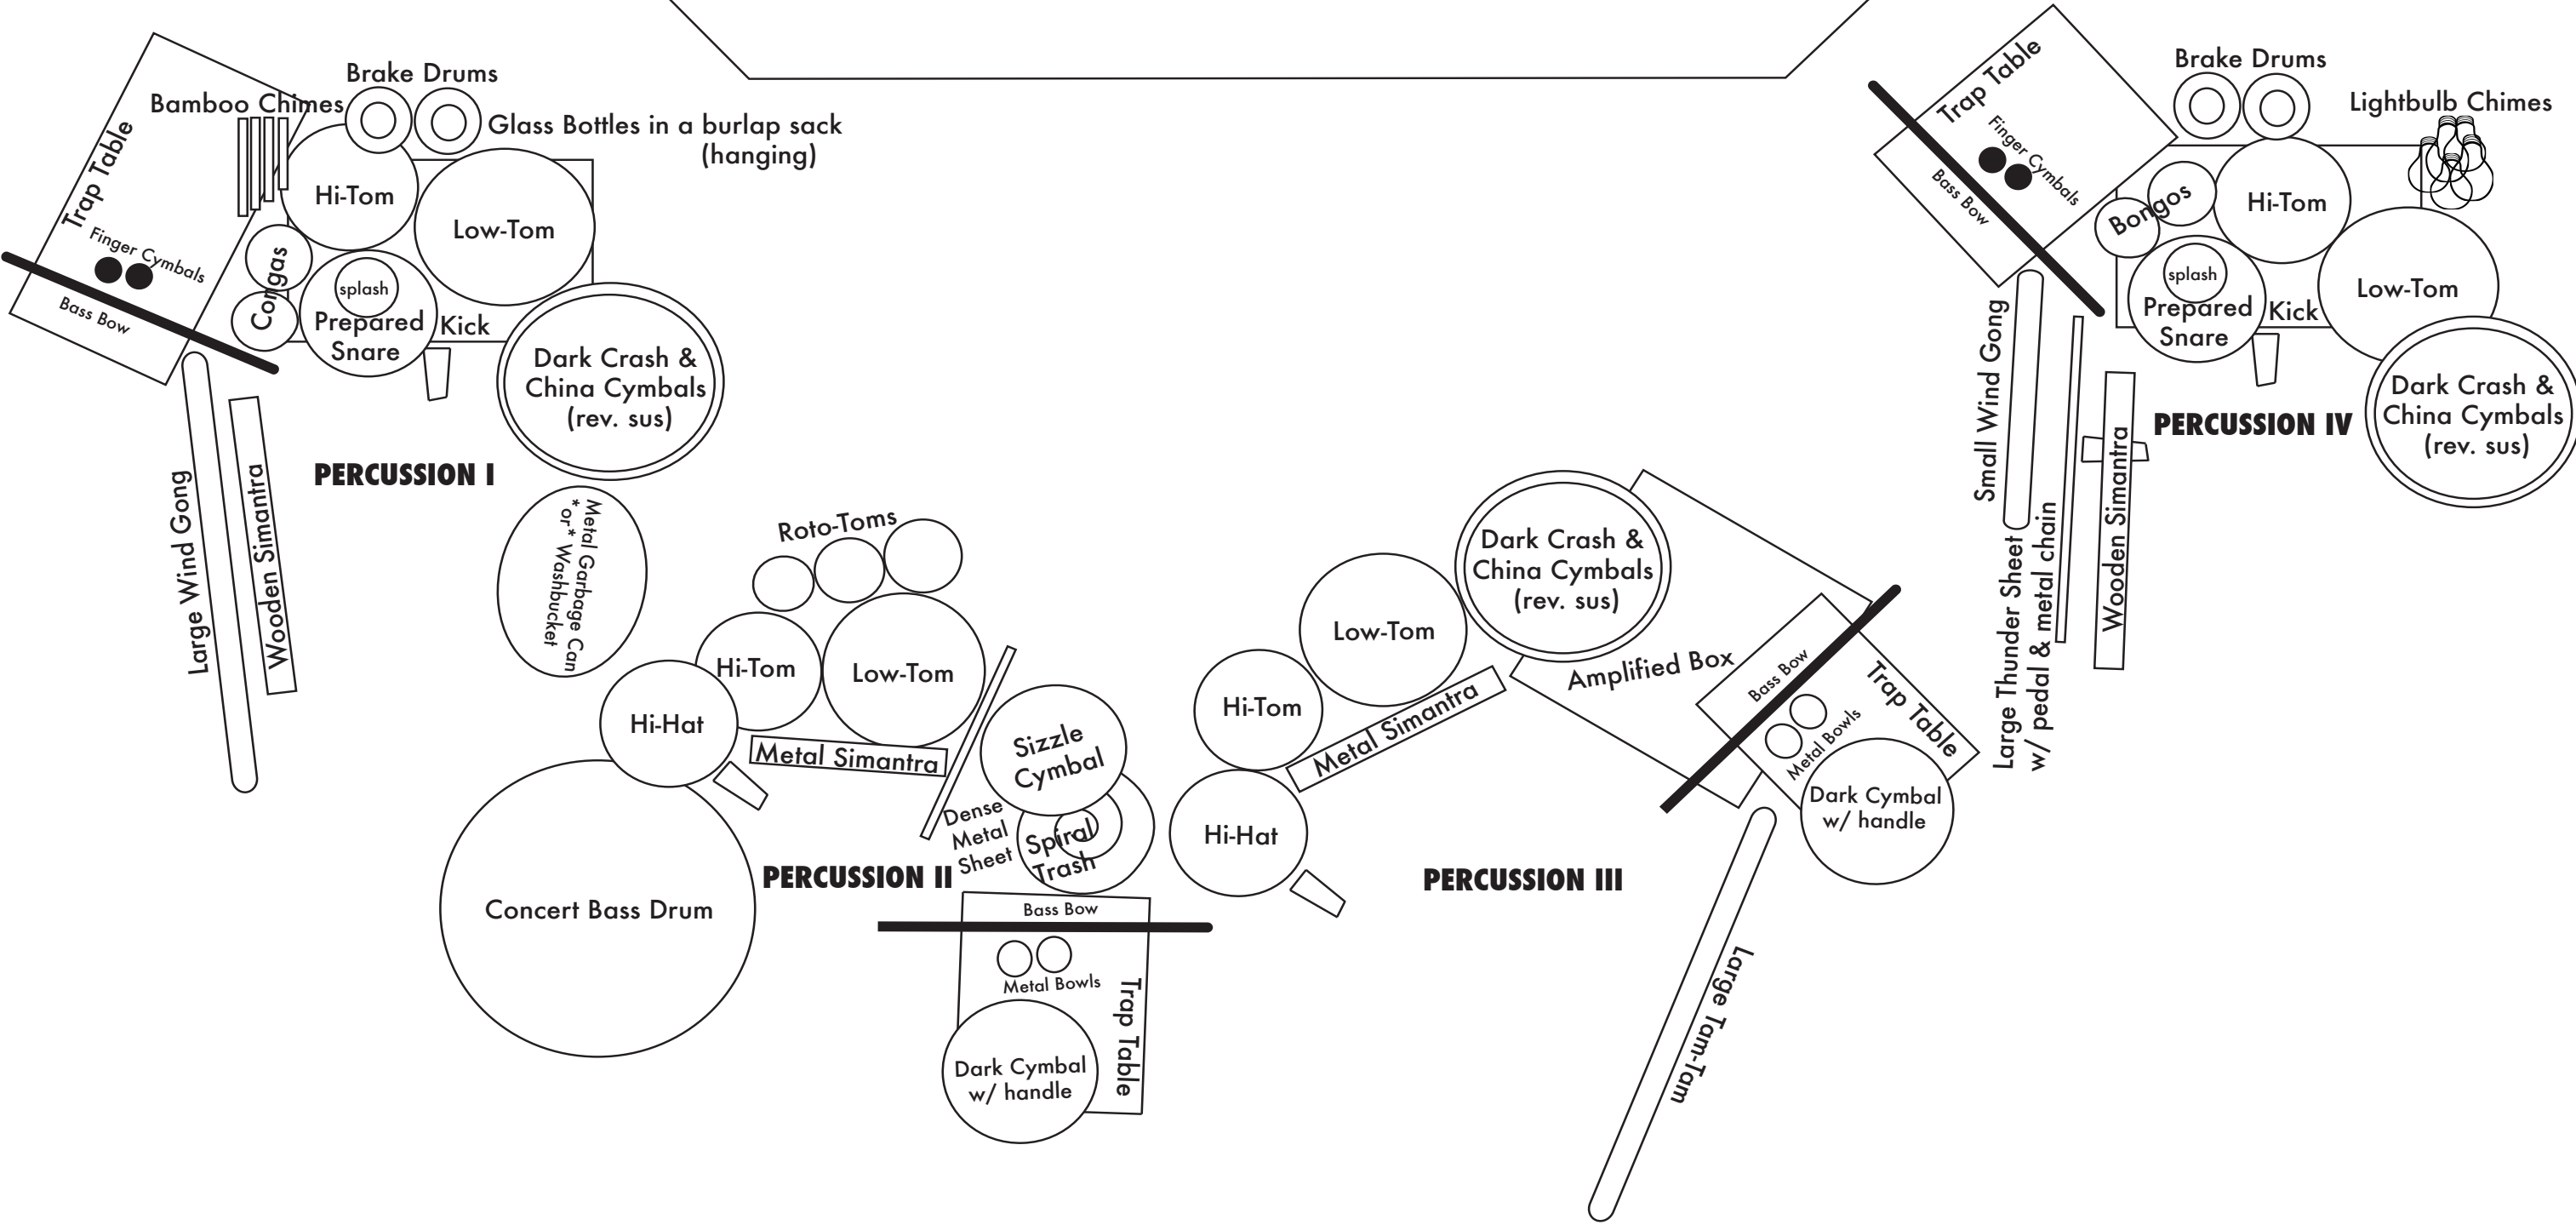 Brake Drums
Bamboo Chimes
Glass Bottles in a burlap sack
(hanging)
Trap Table
Hi-Tom
Low-Tom
Finger Cymbals
Congas
splash
Bass Bow
Prepared
Snare
Kick
Dark Crash &
China Cymbals
(rev. sus)
PERCUSSION I
Large Wind Gong
Wooden Simantra
Metal Garbage Can
*or* Washbucket
Roto-Toms
Hi-Tom
Low-Tom
Hi-Hat
Metal Simantra
Sizzle
Cymbal
Dense
Metal
Sheet
Spiral
Trash
PERCUSSION II
Concert Bass Drum
Bass Bow
Metal Bowls
Trap Table
Dark Cymbal
w/ handle
Dark Crash &
China Cymbals
(rev. sus)
Low-Tom
Hi-Tom
Metal Simantra
Amplified Box
Bass Bow
Trap Table
Metal Bowls
Dark Cymbal
w/ handle
Hi-Hat
PERCUSSION III
Large Tam-Tam
Trap Table
Brake Drums
Lightbulb Chimes
Finger Cymbals
Bass Bow
Bongos
Hi-Tom
splash
Low-Tom
Prepared
Snare
Kick
Small Wind Gong
Dark Crash &
China Cymbals
(rev. sus)
PERCUSSION IV
Large Thunder Sheet
w/ pedal & metal chain
Wooden Simantra